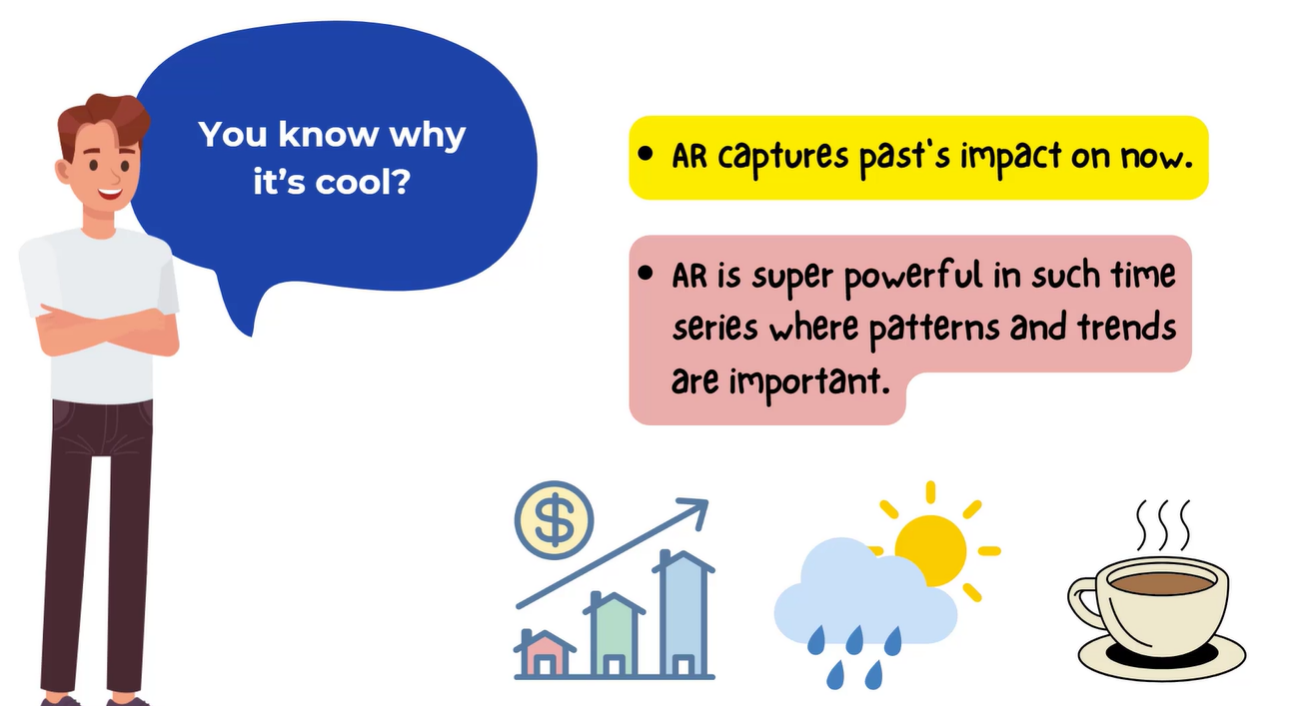 You know why
it's cool?
• AR captures past's impact on now.
• AR is super powerful in such time
series where patterns and trends
are important.
$